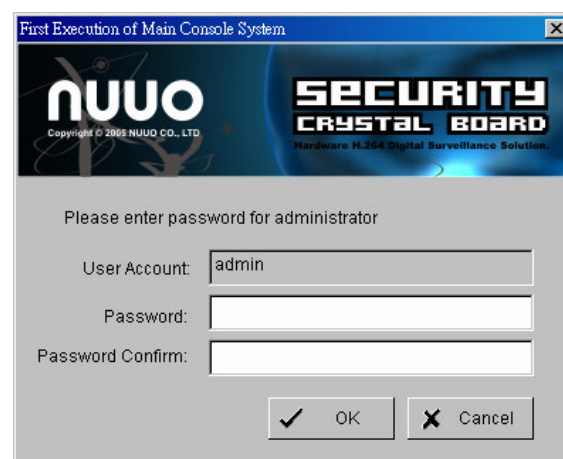 First Execution of Main Console System
NUUO
Copyright © 2005 NUUO CO., LTD
SECURITY
CRYSTAL BOARD
Hardware H.264 Digital Surveillance Solution.
Please enter password for administrator
User Account:
admin
Password:
Password Confirm:
OK
Cancel